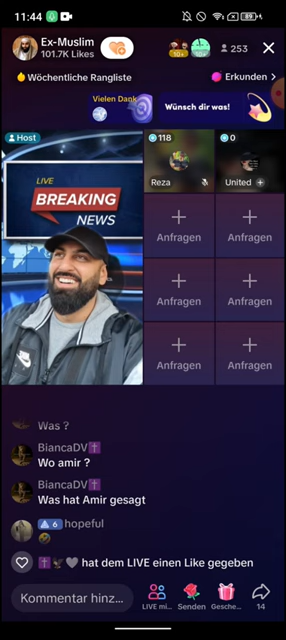 11:44
Ex-Muslim
101.7K Likes
10+
10+
253
Wöchentliche Rangliste
Erkunden
Vielen Dank
Wünsch dir was!
Host
LIVE
BREAKING
NEWS
118
Reza
0
United
Anfragen
Anfragen
Anfragen
Anfragen
Anfragen
Anfragen
Was ?
BiancaDV✝️
Wo amir ?
BiancaDV✝️
Was hat Amir gesagt
6 hopeful
🤣
✝️🕊️🩶 hat dem LIVE einen Like gegeben
Kommentar hinz...
LIVE mi...
Senden
Gesche...
14